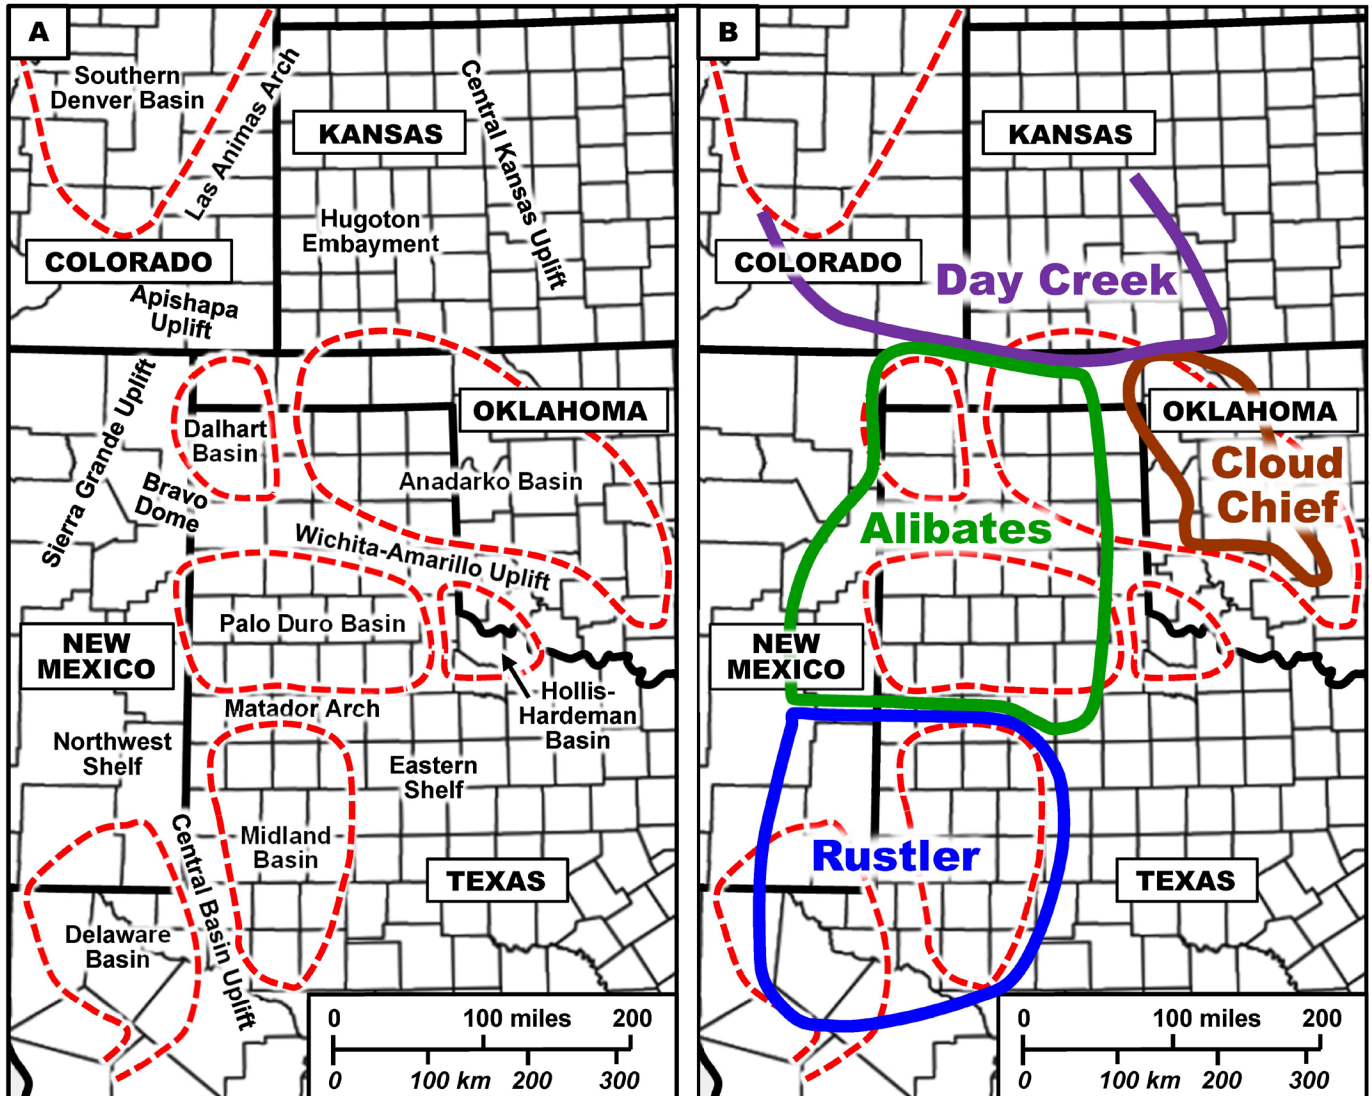 A
Southern
Denver Basin
Las Animas Arch
KANSAS
Central Kansas Uplift
Hugoton
Embayment
COLORADO
Apishapa
Uplift
Sierra Grande Uplift
Dalhart
Basin
OKLAHOMA
Bravo
Dome
Anadarko Basin
Wichita-Amarillo Uplift
Palo Duro Basin
NEW
MEXICO
Hollis-
Hardeman
Basin
Matador Arch
Northwest
Shelf
Eastern
Shelf
Central Basin Uplift
Midland
Basin
TEXAS
Delaware
Basin
0 100 miles 200
0 100 km 200 300
B
KANSAS
COLORADO
Day Creek
OKLAHOMA
Cloud
Chief
Alibates
NEW
MEXICO
Rustler
TEXAS
0 100 miles 200
0 100 km 200 300